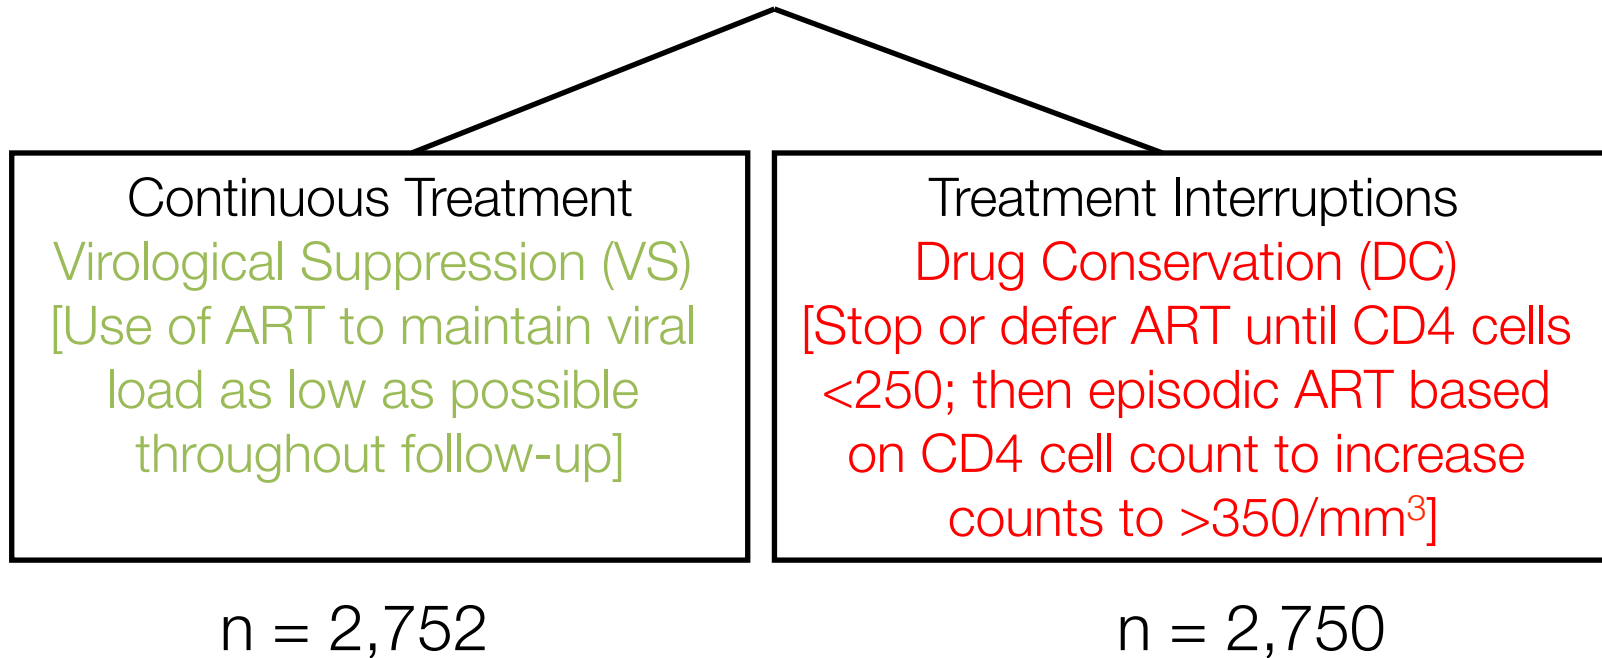 Continuous Treatment
Virological Suppression (VS)
[Use of ART to maintain viral
load as low as possible
throughout follow-up]
n = 2,752
Treatment Interruptions
Drug Conservation (DC)
[Stop or defer ART until CD4 cells
<250; then episodic ART based
on CD4 cell count to increase
counts to >350/mm³]
n = 2,750